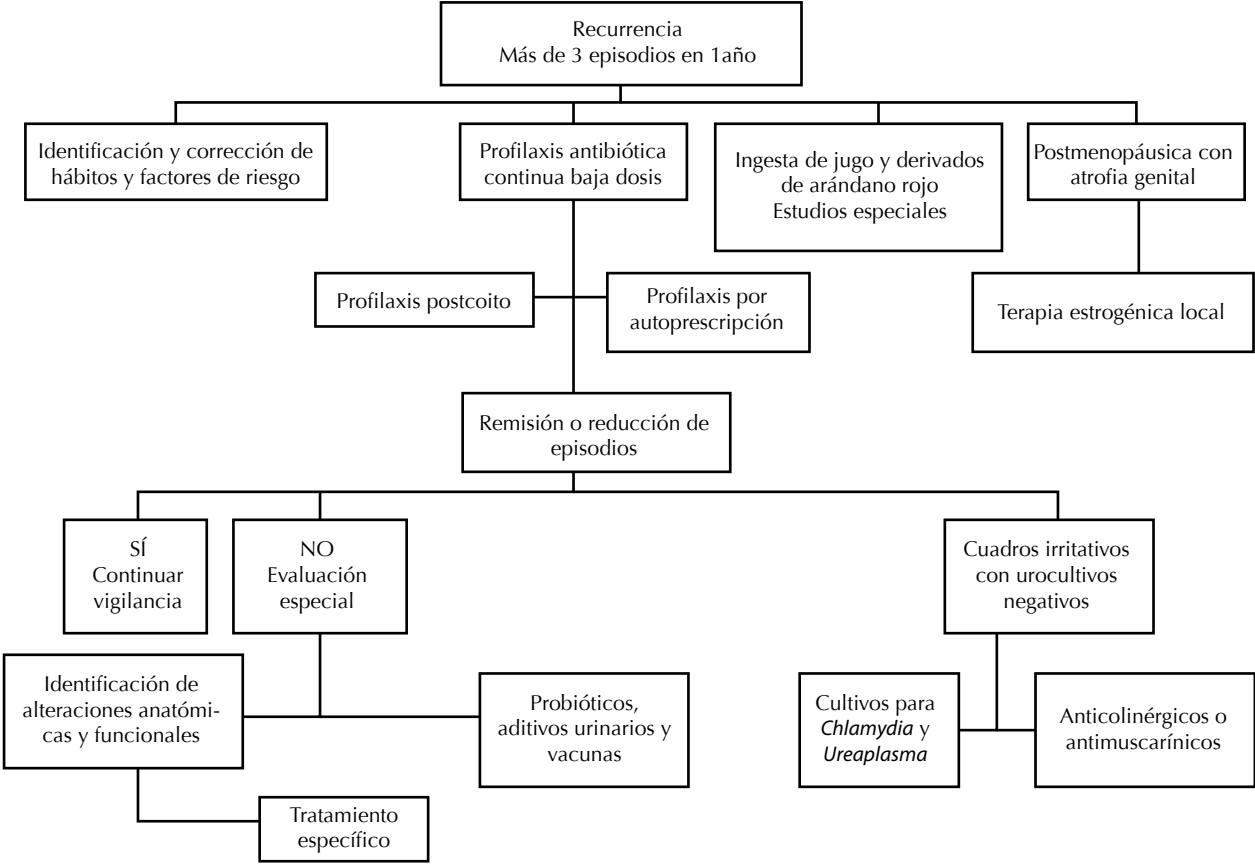 Recurrencia
Más de 3 episodios en 1año
Identificación y corrección de
hábitos y factores de riesgo
Profilaxis antibiótica
continua baja dosis
Ingesta de jugo y derivados
de arándano rojo
Estudios especiales
Postmenopáusica con
atrofia genital
Profilaxis postcoito
Profilaxis por
autoprescripción
Terapia estrogénica local
Remisión o reducción de
episodios
SÍ
Continuar
vigilancia
NO
Evaluación
especial
Cuadros irritativos
con urocultivos
negativos
Identificación de
alteraciones anatómi-
cas y funcionales
Probióticos,
aditivos urinarios y
vacunas
Cultivos para
Chlamydia y
Ureaplasma
Anticolinérgicos o
antimuscarínicos
Tratamiento
específico